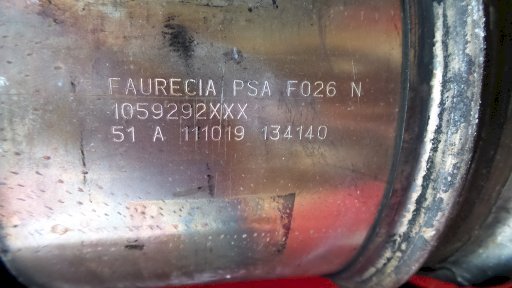 FAURECIA PSA F026 N
1059292XXX
51 A 111019 134140